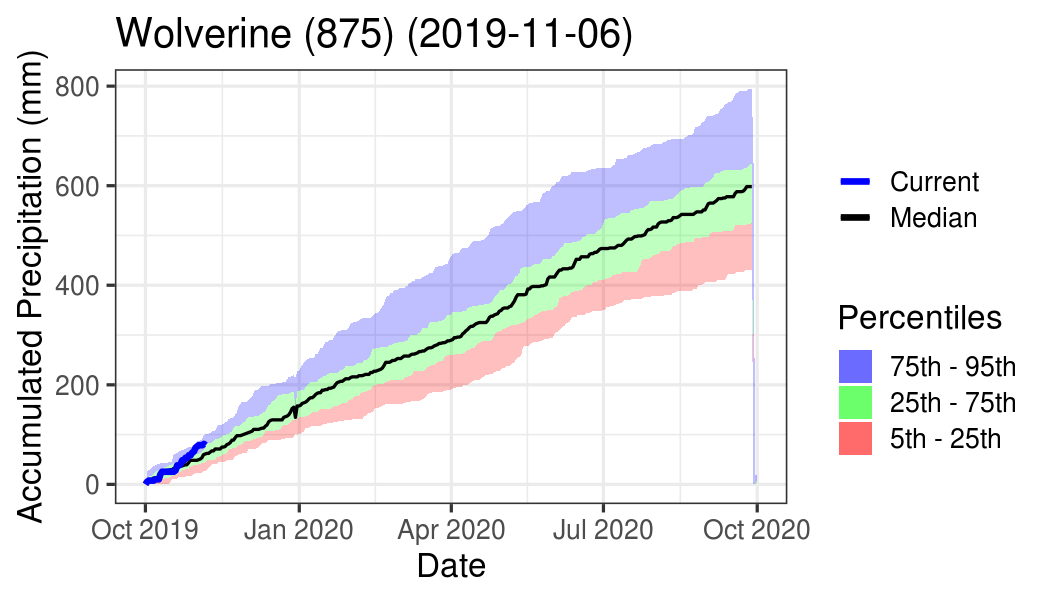 Wolverine (875) (2019-11-06)
Accumulated Precipitation (mm)
800
600
400
200
0
Oct 2019 Jan 2020 Apr 2020 Jul 2020 Oct 2020
Date
Current
Median
Percentiles
75th - 95th
25th - 75th
5th - 25th